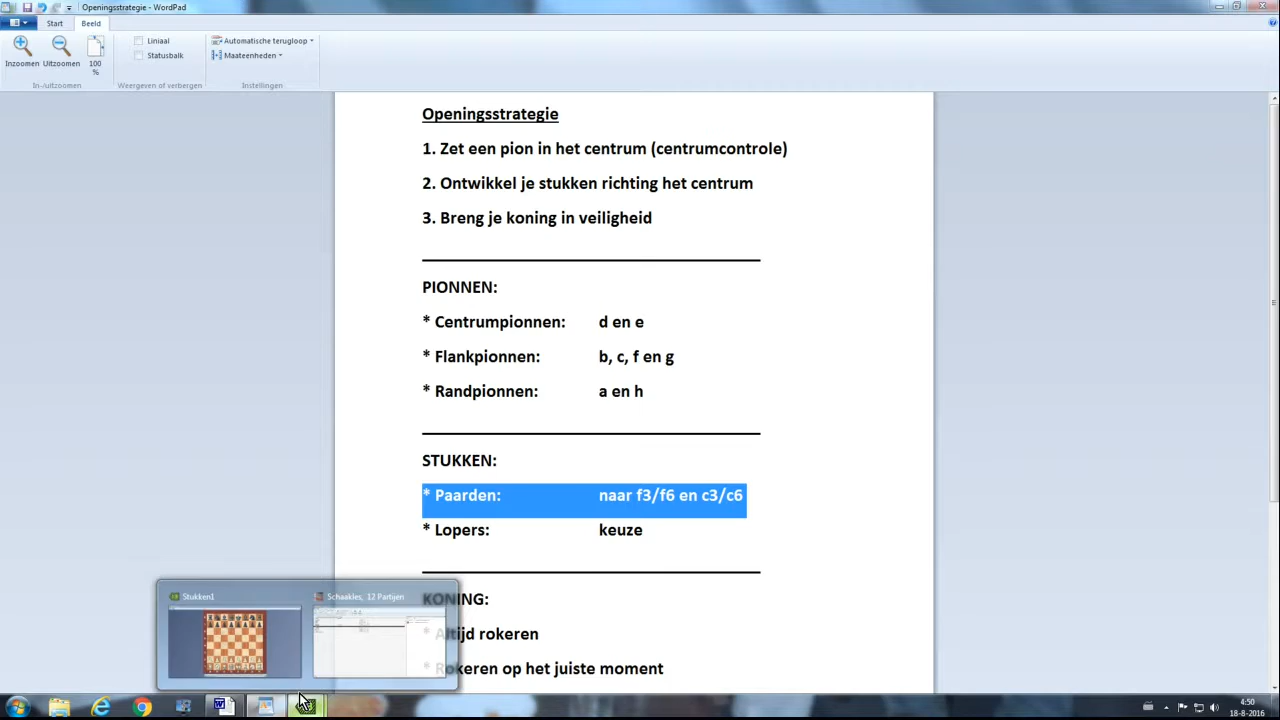 Openingsstrategie - WordPad
Start
Beeld
Inzoomen
Uitzoomen
100
%
In-/uitzoomen
Liniaal
Statusbalk
Weergeven of verbergen
Automatische terugloop
Maateenheden
Instellingen
Openingsstrategie
1. Zet een pion in het centrum (centrumcontrole)
2. Ontwikkel je stukken richting het centrum
3. Breng je koning in veiligheid
PIONNEN:
* Centrumpionnen: d en e
* Flankpionnen: b, c, f en g
* Randpionnen: a en h
STUKKEN:
* Paarden: naar f3/f6 en c3/c6
* Lopers: keuze
KONING:
* Altijd rokeren
* Rokeren op het juiste moment
Stukken1
Schaakles, 12 Partijen
4:50
18-8-2016